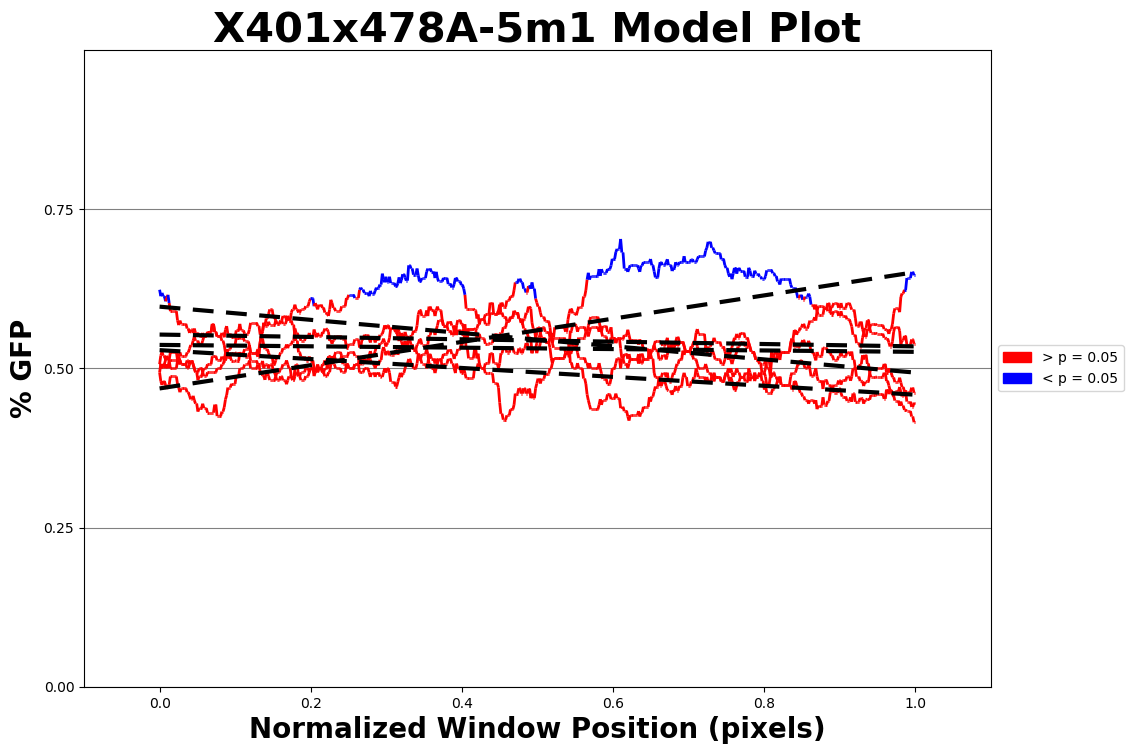 X401x478A-5m1 Model Plot
% GFP
0.75
0.50
0.25
0.00
0.0 0.2 0.4 0.6 0.8 1.0
Normalized Window Position (pixels)
> p = 0.05
< p = 0.05